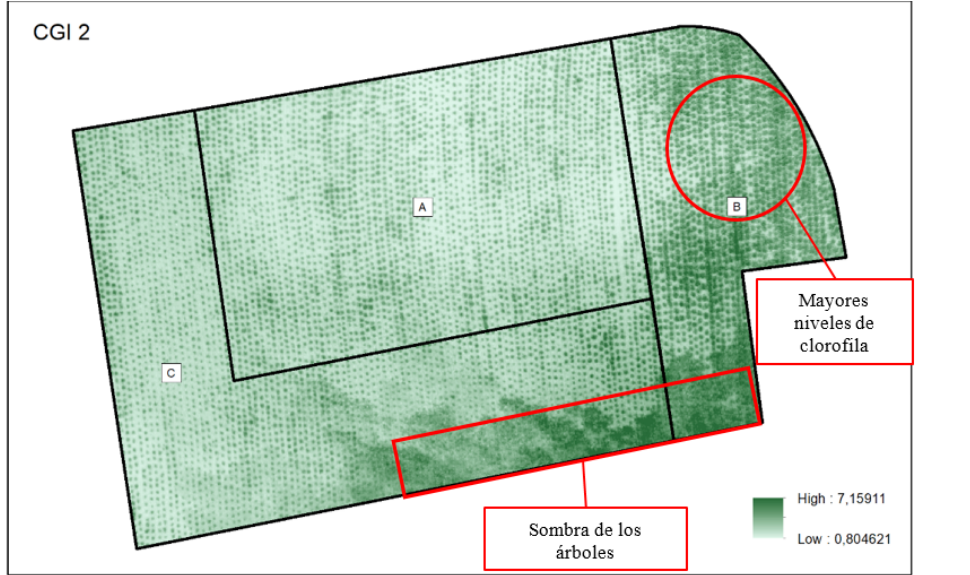 CGI 2
A
B
Mayores
niveles de
clorofila
C
High : 7,15911
Low : 0,804621
Sombra de los
árboles